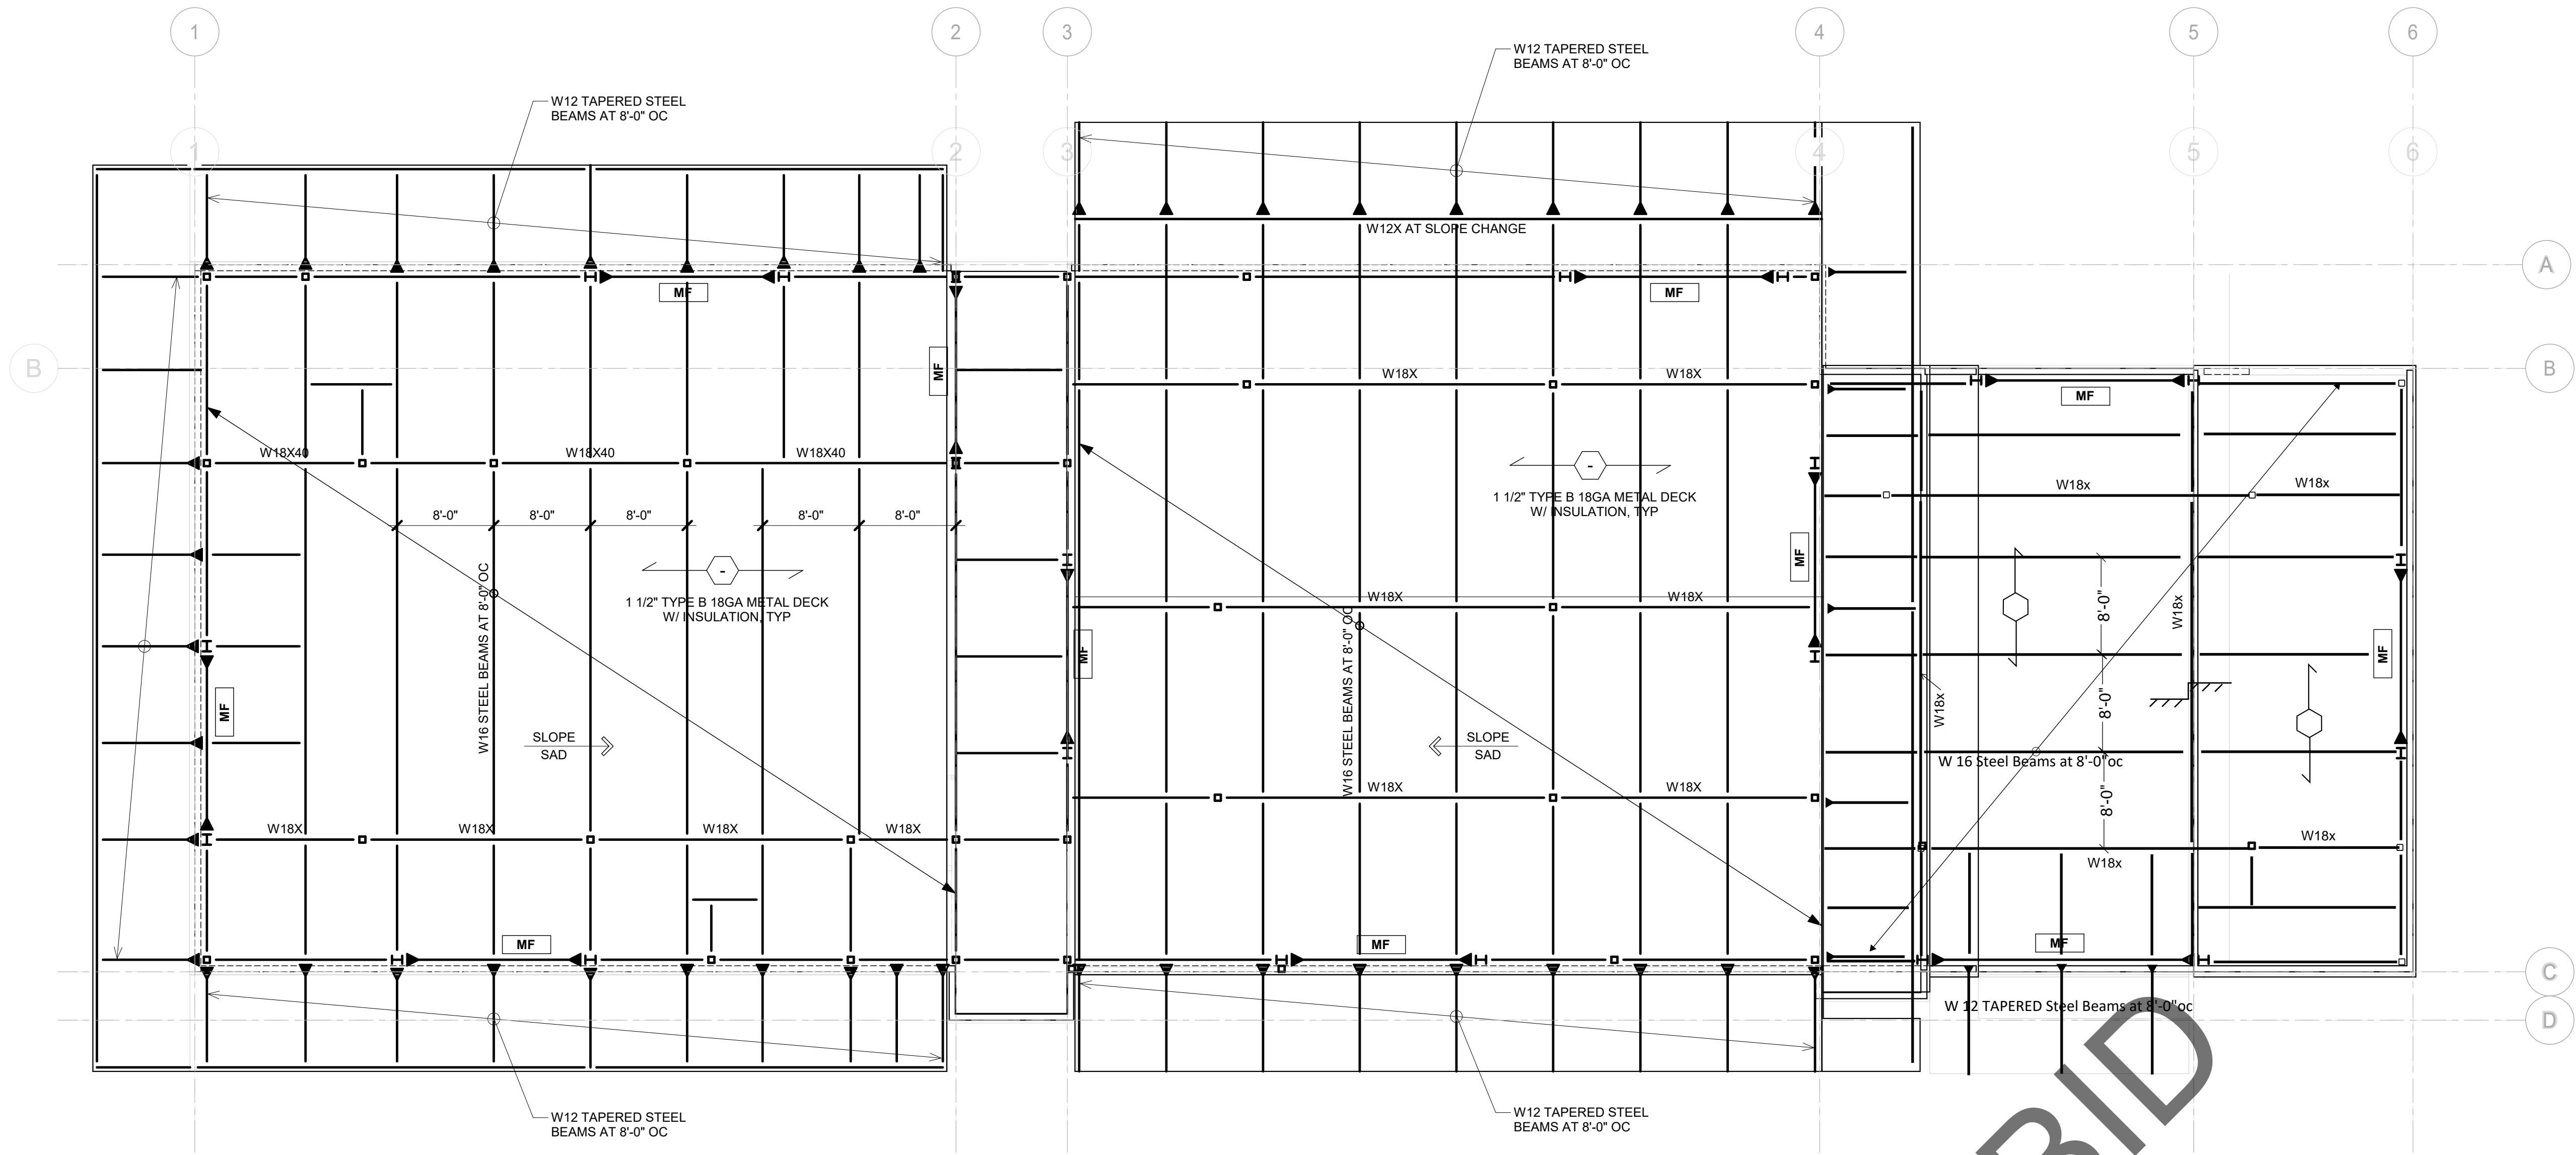 1
2
3
4
5
6
W12 TAPERED STEEL
BEAMS AT 8'-0" OC
W12 TAPERED STEEL
BEAMS AT 8'-0" OC
1
2
3
4
5
6
W12X AT SLOPE CHANGE
A
MF
MF
B
MF
W18X
W18X
MF
B
W18X40
W18X40
W18X40
W18x
W18x
1 1/2" TYPE B 18GA METAL DECK
W/ INSULATION, TYP
8'-0"
8'-0"
8'-0"
8'-0"
8'-0"
MF
-
-
1 1/2" TYPE B 18GA METAL DECK
W/ INSULATION, TYP
W16 STEEL BEAMS AT 8'-0" OC
W18X
W18X
W16 STEEL BEAMS AT 8'-0" OC
8'-0"
W18x
MF
MF
MF
W18x
8'-0"
SLOPE
SAD
SLOPE
SAD
W 16 Steel Beams at 8'-0"oc
8'-0"
W18X
W18X
W18X
W18X
W18X
W18X
W18x
W18x
MF
MF
MF
C
W 12 TAPERED Steel Beams at 8'-0"oc
D
W12 TAPERED STEEL
BEAMS AT 8'-0" OC
W12 TAPERED STEEL
BEAMS AT 8'-0" OC
BID